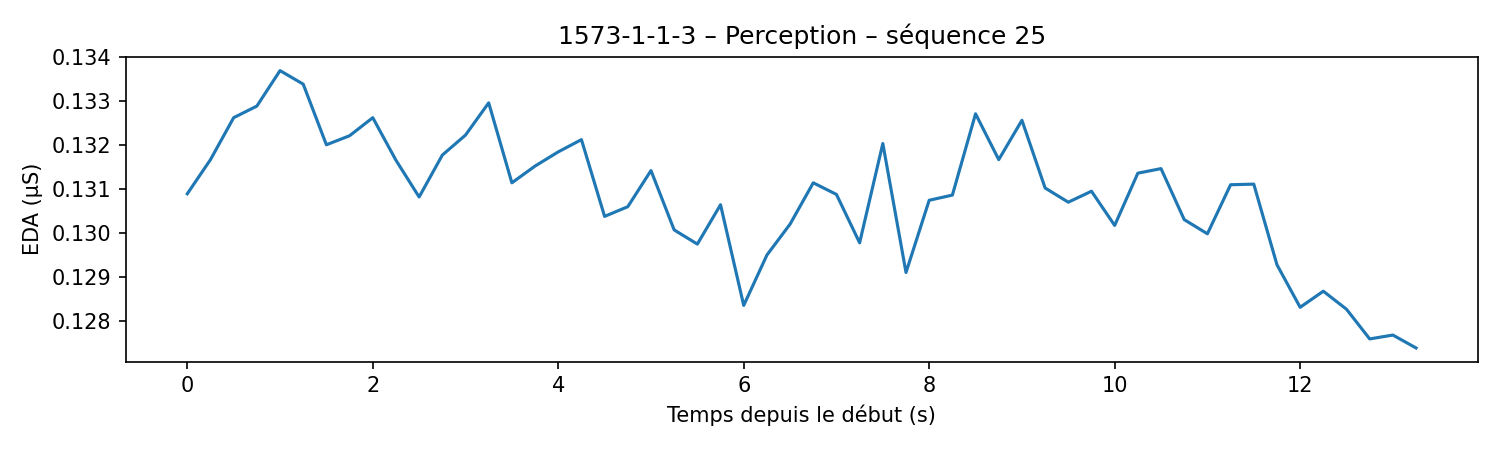 1573-1-1-3 – Perception – séquence 25
EDA (µS)
0.134
0.133
0.132
0.131
0.130
0.129
0.128
0 2 4 6 8 10 12
Temps depuis le début (s)